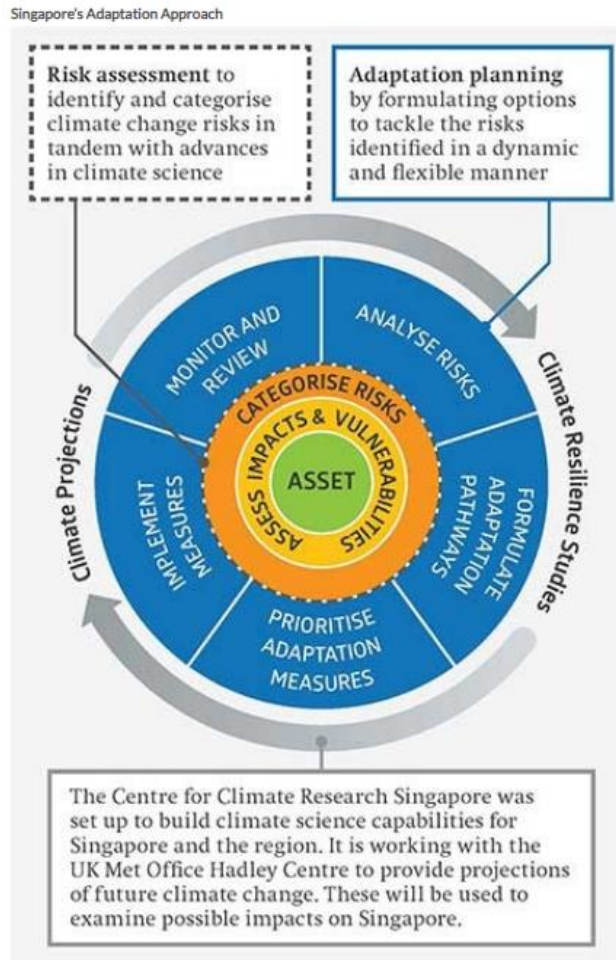 Singapore's Adaptation Approach
Risk assessment to
identify and categorise
climate change risks in
tandem with advances
in climate science
Adaptation planning
by formulating options
to tackle the risks
identified in a dynamic
and flexible manner
MONITOR AND
REVIEW
ANALYSE RISKS
CATEGORISE RISKS
ASSESS IMPACTS & VULNERABILITIES
ASSET
Climate Projections
Climate Resilience Studies
IMPLEMENT
MEASURES
FORMULATE
ADAPTATION
PATHWAYS
PRIORITISE
ADAPTATION
MEASURES
The Centre for Climate Research Singapore was
set up to build climate science capabilities for
Singapore and the region. It is working with the
UK Met Office Hadley Centre to provide projections
of future climate change. These will be used to
examine possible impacts on Singapore.